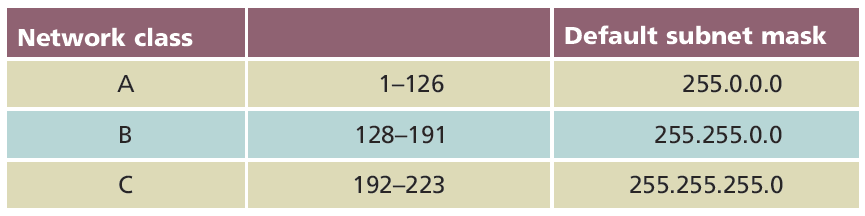 Network class Default subnet mask
A 1–126 255.0.0.0
B 128–191 255.255.0.0
C 192–223 255.255.255.0